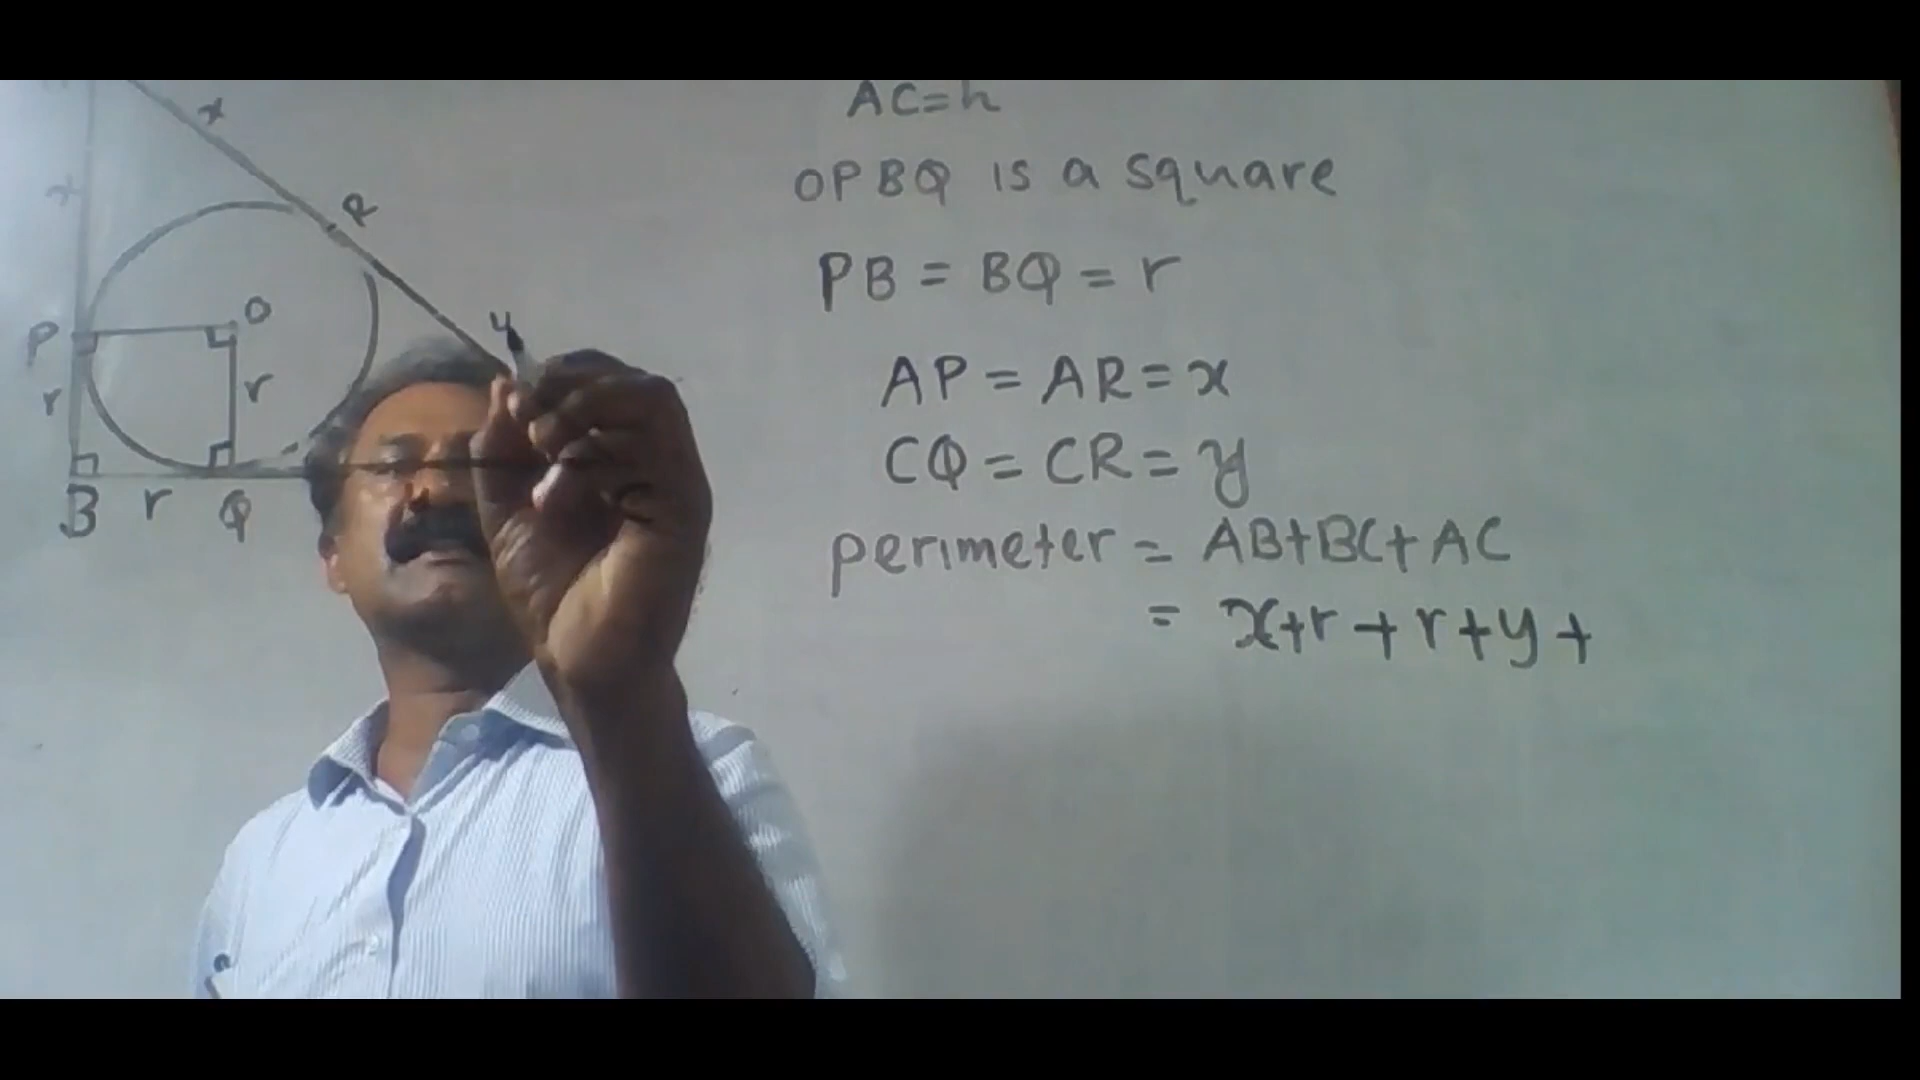 x
R
x
y
O
P
r
r
B r Q
C
AC=h
OPBQ is a square
PB = BQ = r
AP = AR = x
CQ = CR = y
perimeter = AB+BC+AC
= x+r+r+y+